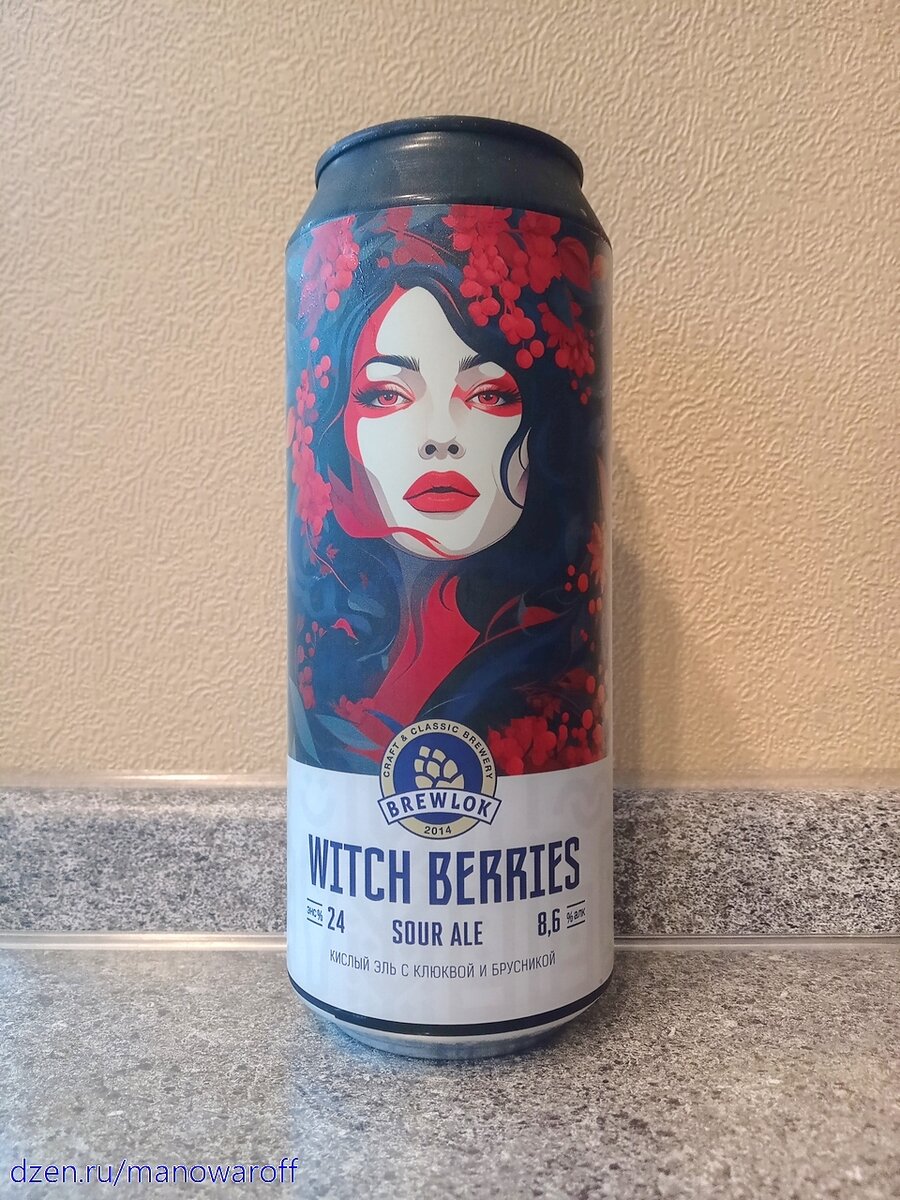 CRAFT & CLASSIC BREWERY
BREWLOK
2014
WITCH BERRIES
экс% 24
SOUR ALE
8,6 %алк
КИСЛЫЙ ЭЛЬ С КЛЮКВОЙ И БРУСНИКОЙ
dzen.ru/manowaroff